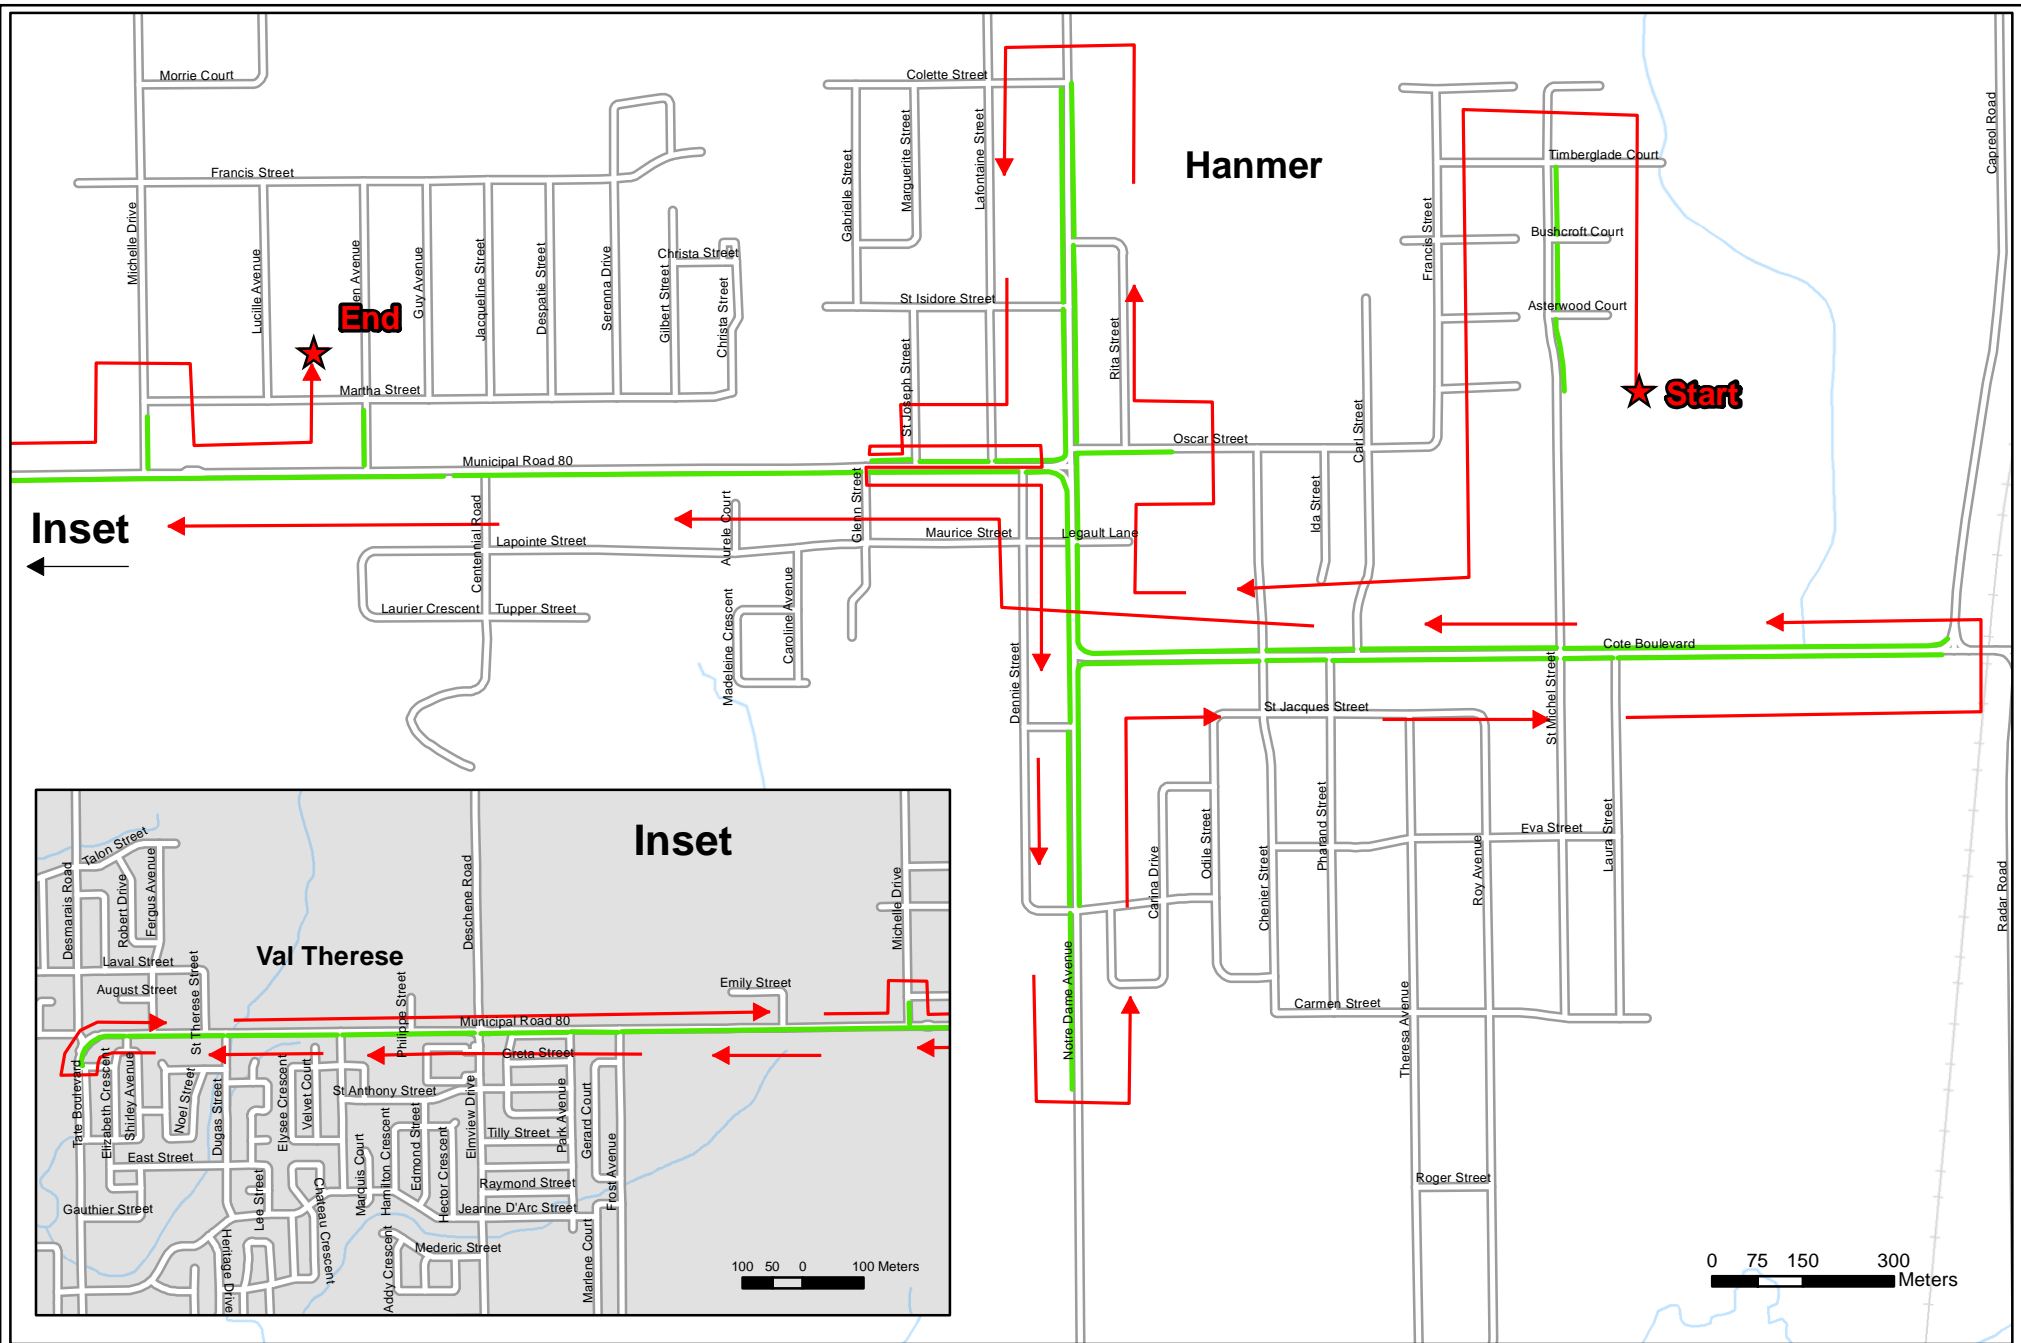 Morrie Court
Colette Street
Capreol Road
Hanmer
Marguerite Street
Lafontaine Street
Gabrielle Street
Timberglade Court
Francis Street
Michelle Drive
Francis Street
Bushcroft Court
Lucille Avenue
en Avenue
Guy Avenue
Jacqueline Street
Despatie Street
Serenna Drive
Christa Street
Gilbert Street
Christa Street
St Isidore Street
Asterwood Court
End
Rita Street
St Joseph Street
Martha Street
Start
Carl Street
Oscar Street
Municipal Road 80
Glenn Street
Ida Street
Inset
Centennial Road
Aurele Court
Lapointe Street
Maurice Street
Legault Lane
Laurier Crescent
Tupper Street
Madeleine Crescent
Caroline Avenue
Dennie Street
Cote Boulevard
St Michel Street
St Jacques Street
Inset
Talon Street
Desmarais Road
Robert Drive
Fergus Avenue
Deschene Road
Michelle Drive
Carina Drive
Odile Street
Chenier Street
Pharand Street
Roy Avenue
Eva Street
Laura Street
Radar Road
Val Therese
Laval Street
St Therese Street
August Street
Philippe Street
Emily Street
Municipal Road 80
Notre Dame Avenue
Carmen Street
Theresa Avenue
Greta Street
Tate Boulevard
Elizabeth Crescent
Shirley Avenue
Noel Street
Dugas Street
Elysee Crescent
Velvet Court
St Anthony Street
Elmview Drive
Park Avenue
Gerard Court
Tilly Street
East Street
Marquis Court
Hamilton Crescent
Edmond Street
Hector Crescent
Frost Avenue
Raymond Street
Roger Street
Gauthier Street
Lee Street
Chateau Crescent
Jeanne D'Arc Street
Heritage Drive
Addy Crescent
Mederic Street
Marlene Court
100 50 0 100 Meters
0 75 150 300
Meters